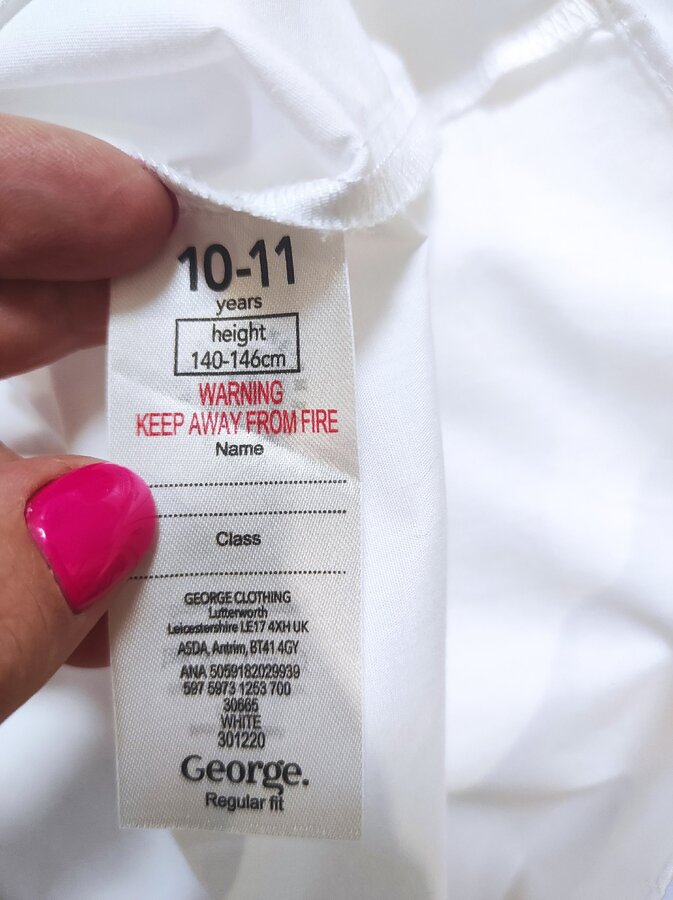 10-11
years
height
140-146cm
WARNING
KEEP AWAY FROM FIRE
Name
Class
GEORGE CLOTHING
Lutterworth
Leicestershire LE17 4XH UK
ASDA, Antrim, BT41 4GY
ANA 5059182029939
597 5973 1253 700
30665
WHITE
301220
George.
Regular fit